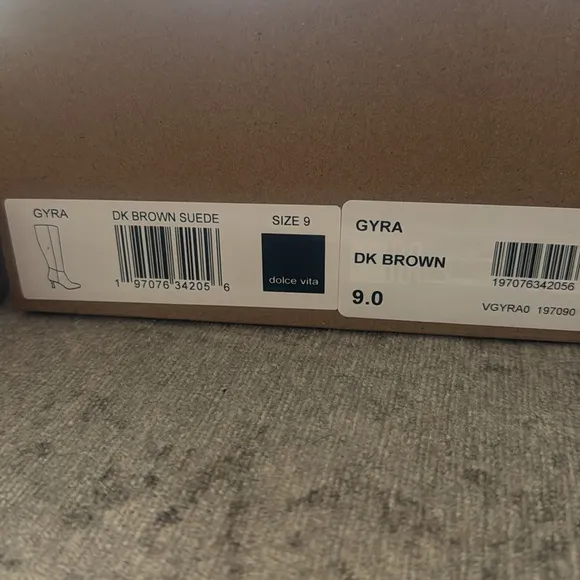 GYRA
DK BROWN SUEDE
SIZE 9
1 97076 34205 6
dolce vita
GYRA
DK BROWN
197076342056
9.0
VGYRA0 197090